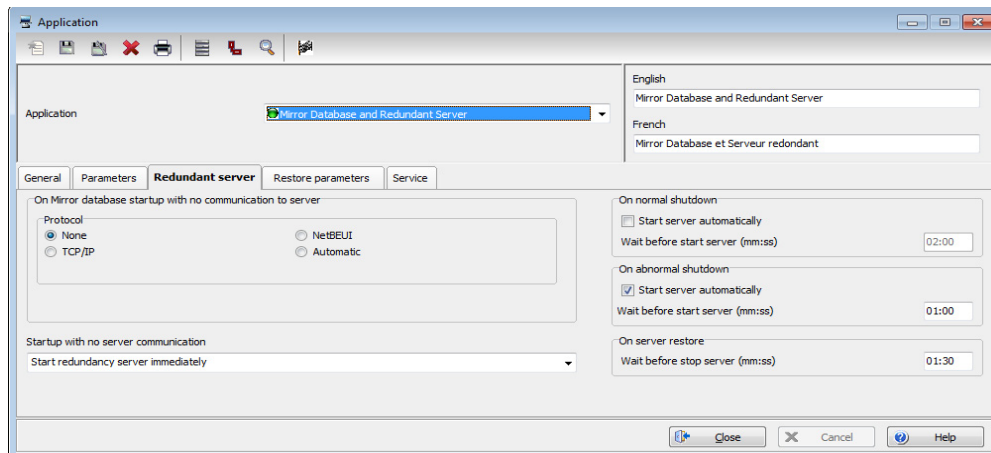 Application
Application
Mirror Database and Redundant Server
English
Mirror Database and Redundant Server
French
Mirror Database et Serveur redondant
General
Parameters
Redundant server
Restore parameters
Service
On Mirror database startup with no communication to server
Protocol
None
NetBEUI
TCP/IP
Automatic
Startup with no server communication
Start redundancy server immediately
On normal shutdown
Start server automatically
Wait before start server (mm:ss)
02:00
On abnormal shutdown
Start server automatically
Wait before start server (mm:ss)
01:00
On server restore
Wait before stop server (mm:ss)
01:30
Close
Cancel
Help